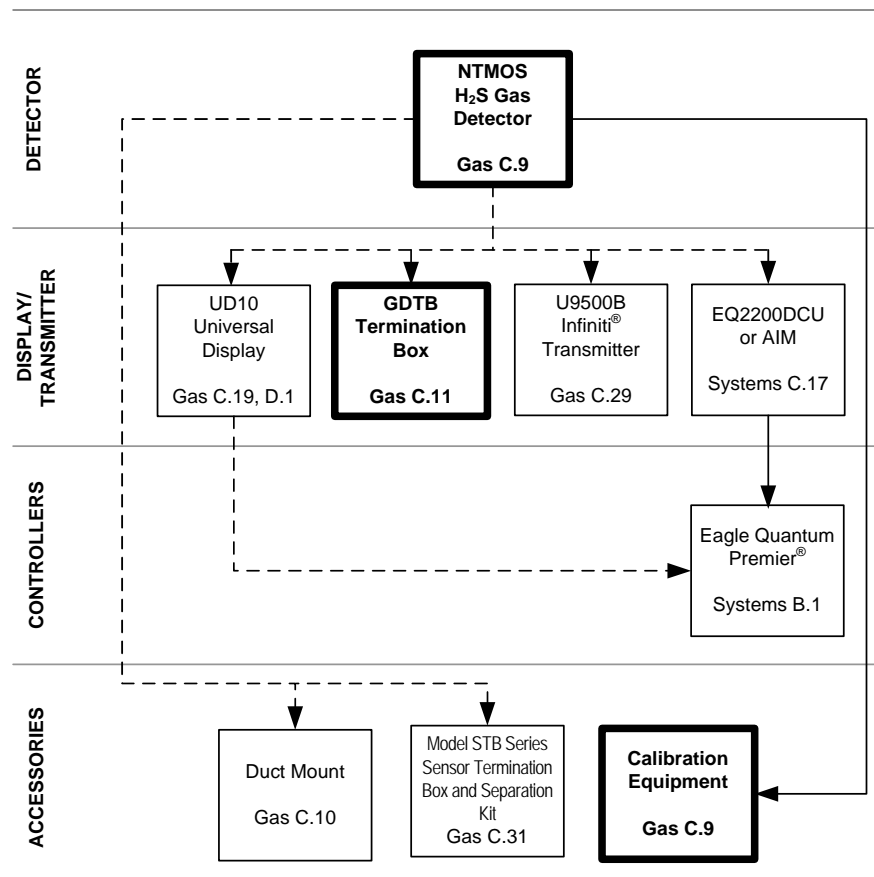 DETECTOR
NTMOS
H₂S Gas
Detector
Gas C.9
DISPLAY/
TRANSMITTER
UD10
Universal
Display
Gas C.19, D.1
GDTB
Termination
Box
Gas C.11
U9500B
Infiniti®
Transmitter
Gas C.29
EQ2200DCU
or AIM
Systems C.17
CONTROLLERS
Eagle Quantum
Premier®
Systems B.1
ACCESSORIES
Duct Mount
Gas C.10
Model STB Series
Sensor Termination
Box and Separation
Kit
Gas C.31
Calibration
Equipment
Gas C.9